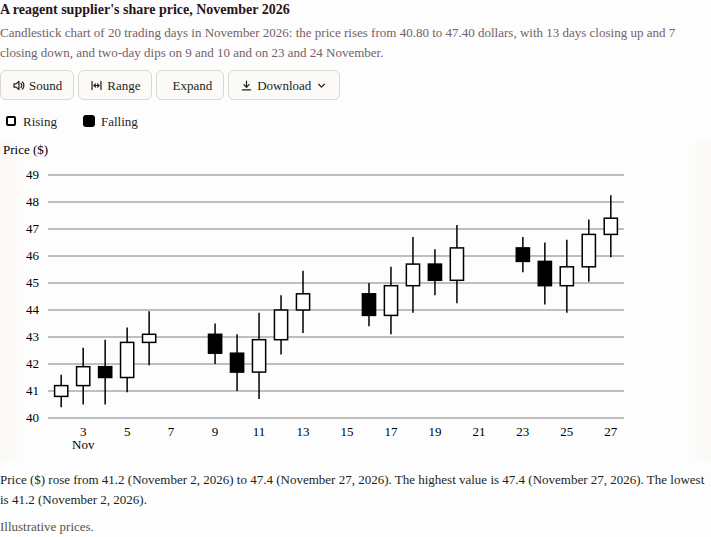 A reagent supplier's share price, November 2026
Candlestick chart of 20 trading days in November 2026: the price rises from 40.80 to 47.40 dollars, with 13 days closing up and 7
closing down, and two-day dips on 9 and 10 and on 23 and 24 November.
Sound Range Expand Download
Rising Falling
Price ($)
49
48
47
46
45
44
43
42
41
40
3 5 7 9 11 13 15 17 19 21 23 25 27
Nov
Price ($) rose from 41.2 (November 2, 2026) to 47.4 (November 27, 2026). The highest value is 47.4 (November 27, 2026). The lowest
is 41.2 (November 2, 2026).
Illustrative prices.